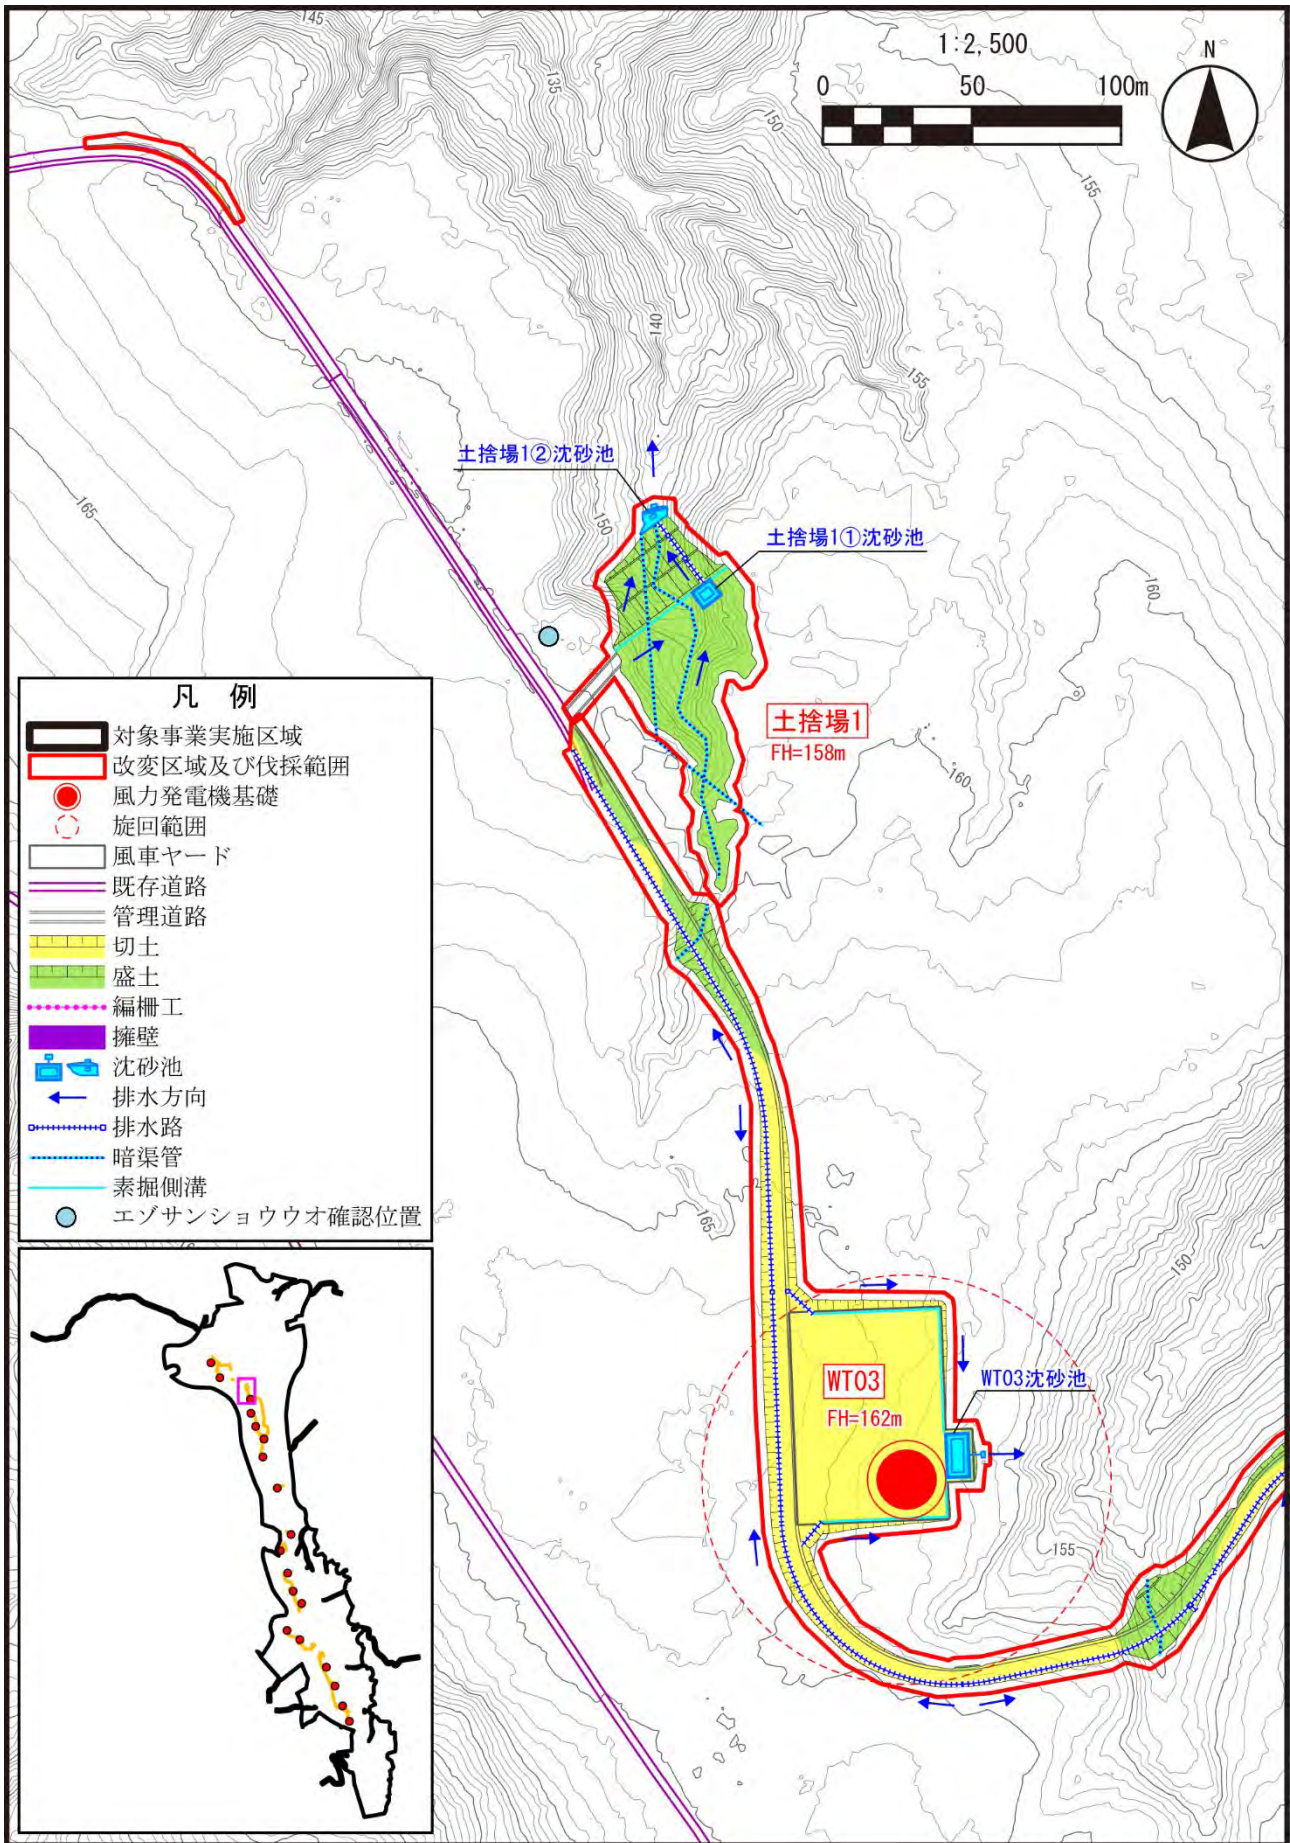 145
1:2,500
N
0 50 100m
135
150
155
140
155
165
土捨場1②沈砂池
150
土捨場1①沈砂池
160
凡 例
対象事業実施区域
改変区域及び伐採範囲
風力発電機基礎
旋回範囲
風車ヤード
既存道路
管理道路
切土
盛土
編柵工
擁壁
沈砂池
排水方向
排水路
暗渠管
素掘側溝
エゾサンショウウオ確認位置
土捨場1
FH=158m
160
165
150
WT03
FH=162m
WT03沈砂池
155